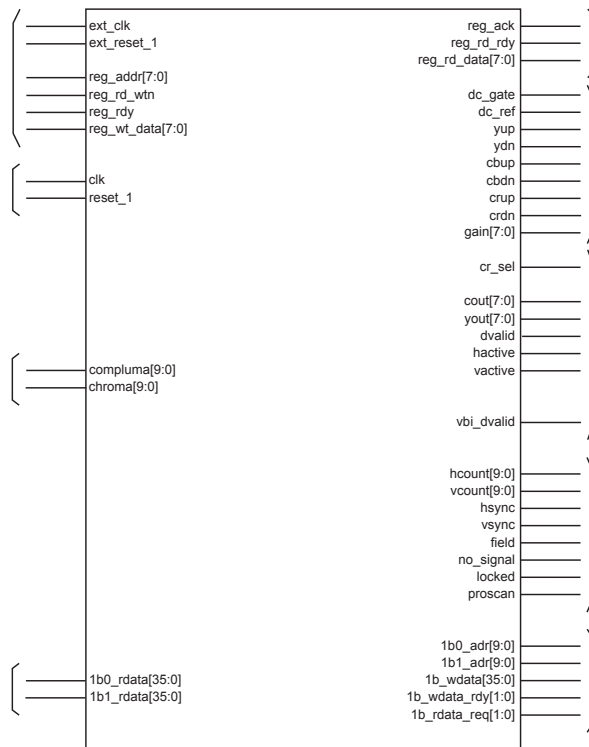 ext_clk
ext_reset_1
reg_addr[7:0]
reg_rd_wtn
reg_rdy
reg_wt_data[7:0]
clk
reset_1
compluma[9:0]
chroma[9:0]
1b0_rdata[35:0]
1b1_rdata[35:0]
reg_ack
reg_rd_rdy
reg_rd_data[7:0]
dc_gate
dc_ref
yup
ydn
cbup
cbdn
crup
crdn
gain[7:0]
cr_sel
cout[7:0]
yout[7:0]
dvalid
hactive
vactive
vbi_dvalid
hcount[9:0]
vcount[9:0]
hsync
vsync
field
no_signal
locked
proscan
1b0_adr[9:0]
1b1_adr[9:0]
1b_wdata[35:0]
1b_wdata_rdy[1:0]
1b_rdata_req[1:0]